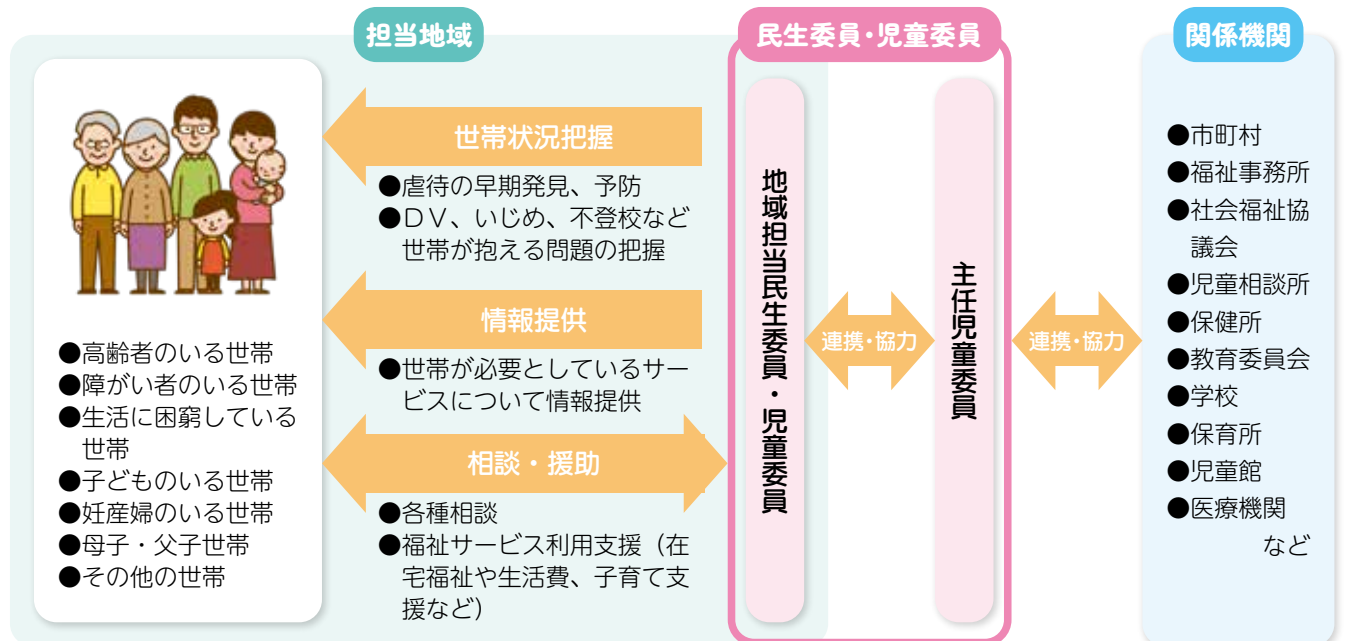 担当地域
民生委員・児童委員
関係機関
世帯状況把握
●虐待の早期発見、予防
●ＤＶ、いじめ、不登校など
世帯が抱える問題の把握
情報提供
●世帯が必要としているサー
ビスについて情報提供
相談・援助
●各種相談
●福祉サービス利用支援（在
宅福祉や生活費、子育て支
援など）
●高齢者のいる世帯
●障がい者のいる世帯
●生活に困窮している
世帯
●子どものいる世帯
●妊産婦のいる世帯
●母子・父子世帯
●その他の世帯
地域担当民生委員・児童委員
連携・協力
主任児童委員
連携・協力
●市町村
●福祉事務所
●社会福祉協
議会
●児童相談所
●保健所
●教育委員会
●学校
●保育所
●児童館
●医療機関
など